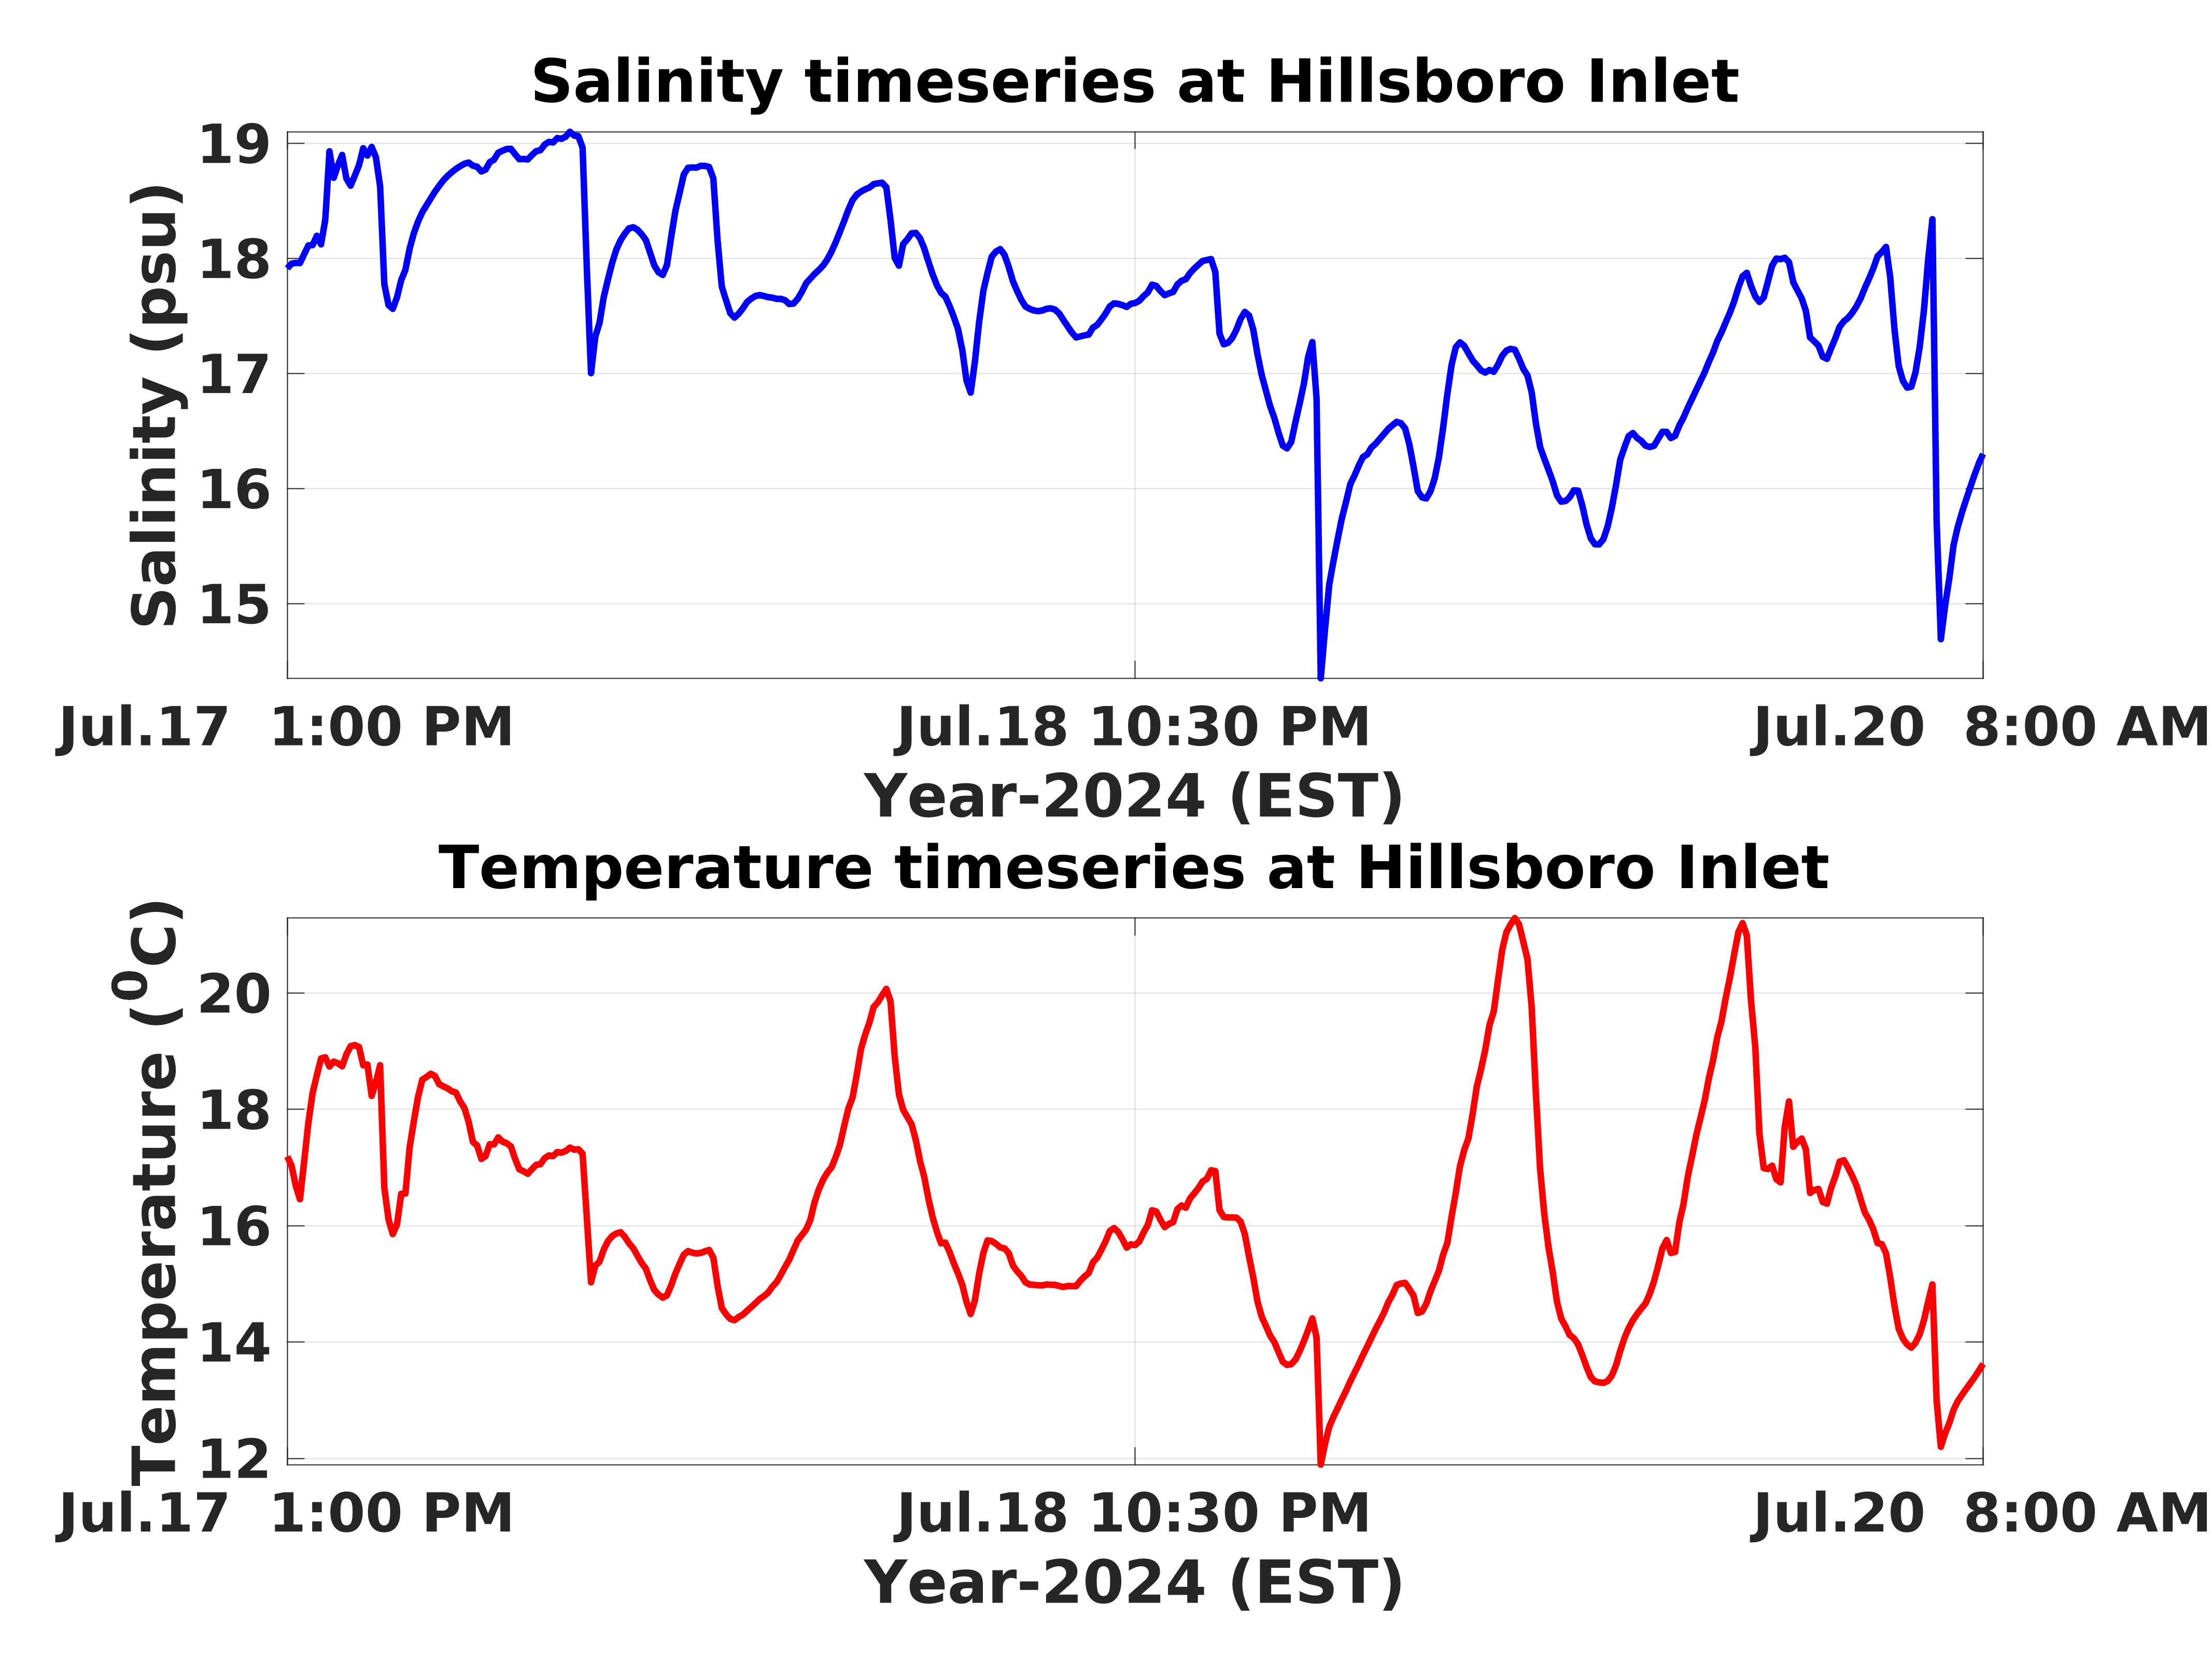 Salinity timeseries at Hillsboro Inlet
Salinity (psu)
19
18
17
16
15
Jul.17  1:00 PM
Jul.18 10:30 PM
Jul.20  8:00 AM
Year-2024 (EST)
Temperature timeseries at Hillsboro Inlet
Temperature (⁰C)
20
18
16
14
12
Jul.17  1:00 PM
Jul.18 10:30 PM
Jul.20  8:00 AM
Year-2024 (EST)